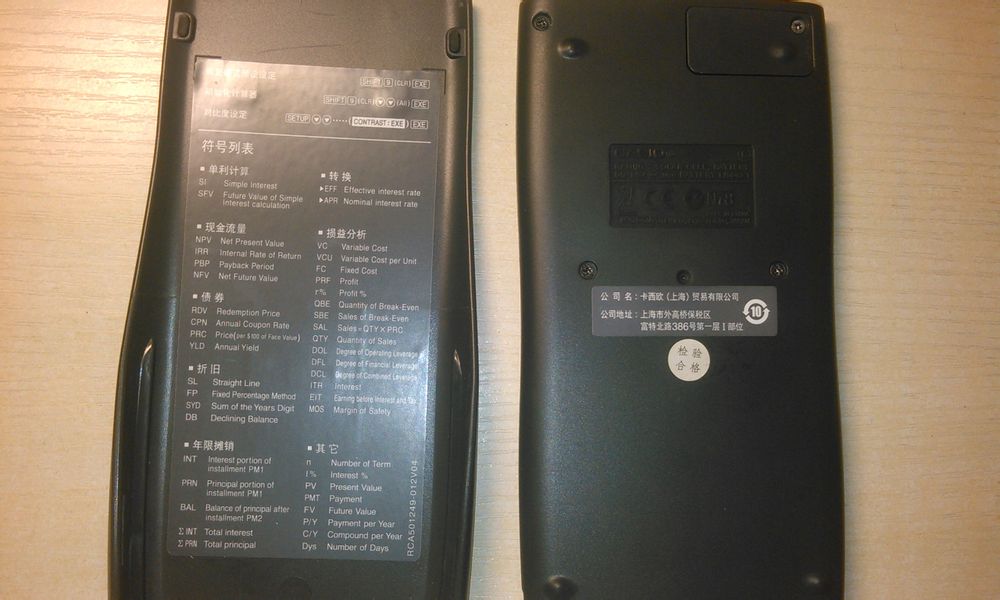 SHIFT 9 (CLR) EXE
初始化计算器
SHIFT 9 (CLR) (All) EXE
对比度设定
SETUP ····· (CONTRAST:EXE) EXE
符号列表
■ 单利计算
SI Simple Interest
SFV Future Value of Simple
Interest calculation
■ 现金流量
NPV Net Present Value
IRR Internal Rate of Return
PBP Payback Period
NFV Net Future Value
■ 债券
RDV Redemption Price
CPN Annual Coupon Rate
PRC Price(per $100 of Face Value)
YLD Annual Yield
■ 折旧
SL Straight Line
FP Fixed Percentage Method
SYD Sum of the Years Digit
DB Declining Balance
■ 年限摊销
INT Interest portion of
installment PM1
PRN Principal portion of
installment PM1
BAL Balance of principal after
installment PM2
ΣINT Total interest
ΣPRN Total principal
■ 转换
▶EFF Effective interest rate
▶APR Nominal interest rate
■ 损益分析
VC Variable Cost
VCU Variable Cost per Unit
FC Fixed Cost
PRF Profit
r% Profit %
QBE Quantity of Break-Even
SBE Sales of Break-Even
SAL Sales=QTY×PRC
QTY Quantity of Sales
DOL Degree of Operating Leverage
DFL Degree of Financial Leverage
DCL Degree of Combined Leverage
ITR Interest
EIT Earning before Interest and Tax
MOS Margin of Safety
■ 其它
n Number of Term
I% Interest %
PV Present Value
PMT Payment
FV Future Value
P/Y Payment per Year
C/Y Compound per Year
Dys Number of Days
RCA501249-012V04
CASIO
N78
公司名：卡西欧（上海）贸易有限公司
公司地址：上海市外高桥保税区
富特北路386号第一层I部位
10
检验
合格